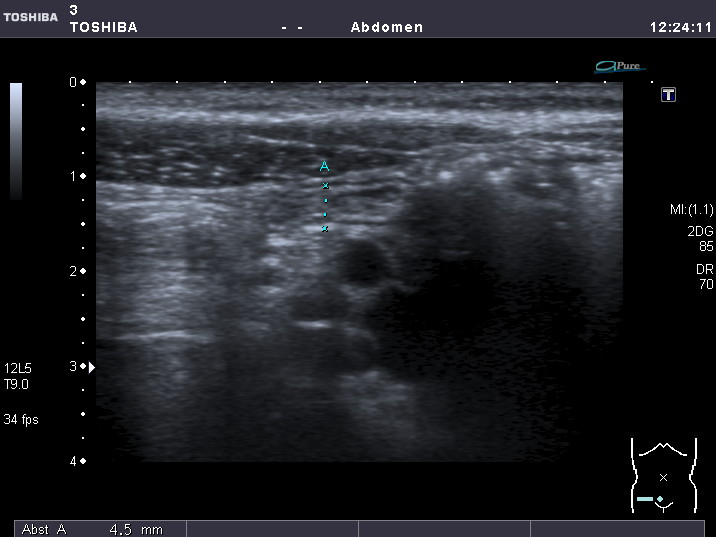 TOSHIBA
3
TOSHIBA - - Abdomen 12:24:11
APure
T
0
A
1
MI:(1.1)
2DG
85
2
DR
70
12L5
T9.0
3
34 fps
4
Abst A 4.5 mm